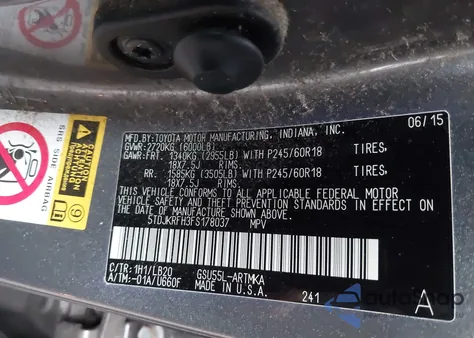 MFD.BY:TOYOTA MOTOR MANUFACTURING, INDIANA, INC. 06/15
GVWR:2720KG (6000LB)
GAWR:FRT. 1340KG (2955LB) WITH P245/60R18 TIRES,
18X7.5J RIMS.
RR. 1585KG (3505LB) WITH P245/60R18 TIRES,
18X7.5J RIMS.
THIS VEHICLE CONFORMS TO ALL APPLICABLE FEDERAL MOTOR
VEHICLE SAFETY AND THEFT PREVENTION STANDARDS IN EFFECT
ON THE DATE OF MANUFACTURE SHOWN ABOVE.
5TDJKRFH3FS178037 MPV
C/TR:1H1/LB20 GSU55L-ARTMKA
A/TM:-01A/U660F MADE IN U.S.A. 241 A
SRS SIDE AIRBAG
AutoSnap